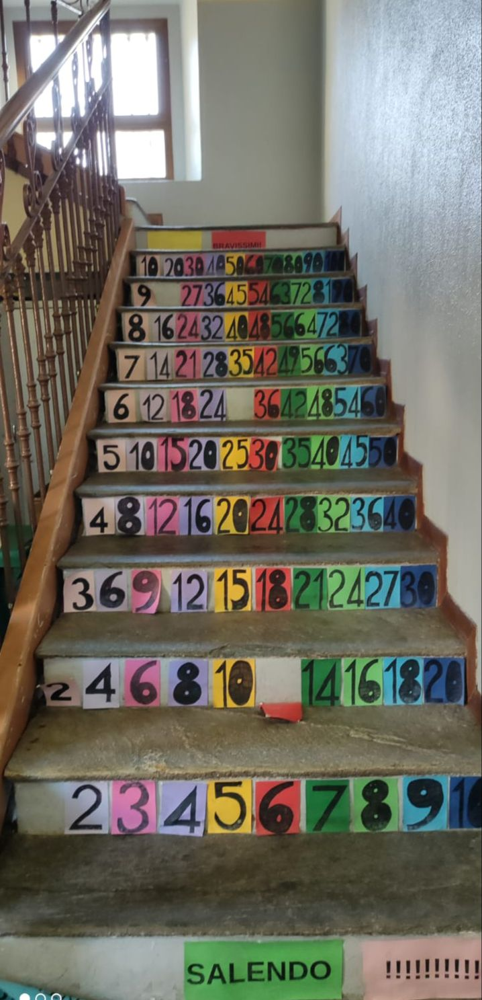 BRAVISSIMI!
10 20 30 40 50 60 70 80 90 100
9 27 36 45 54 63 72 81 90
8 16 24 32 40 48 56 64 72 80
7 14 21 28 35 42 49 56 63 70
6 12 18 24 36 42 48 54 60
5 10 15 20 25 30 35 40 45 50
4 8 12 16 20 24 28 32 36 40
3 6 9 12 15 18 21 24 27 30
2 4 6 8 10 14 16 18 20
2 3 4 5 6 7 8 9 10
SALENDO !!!!!!!!!!